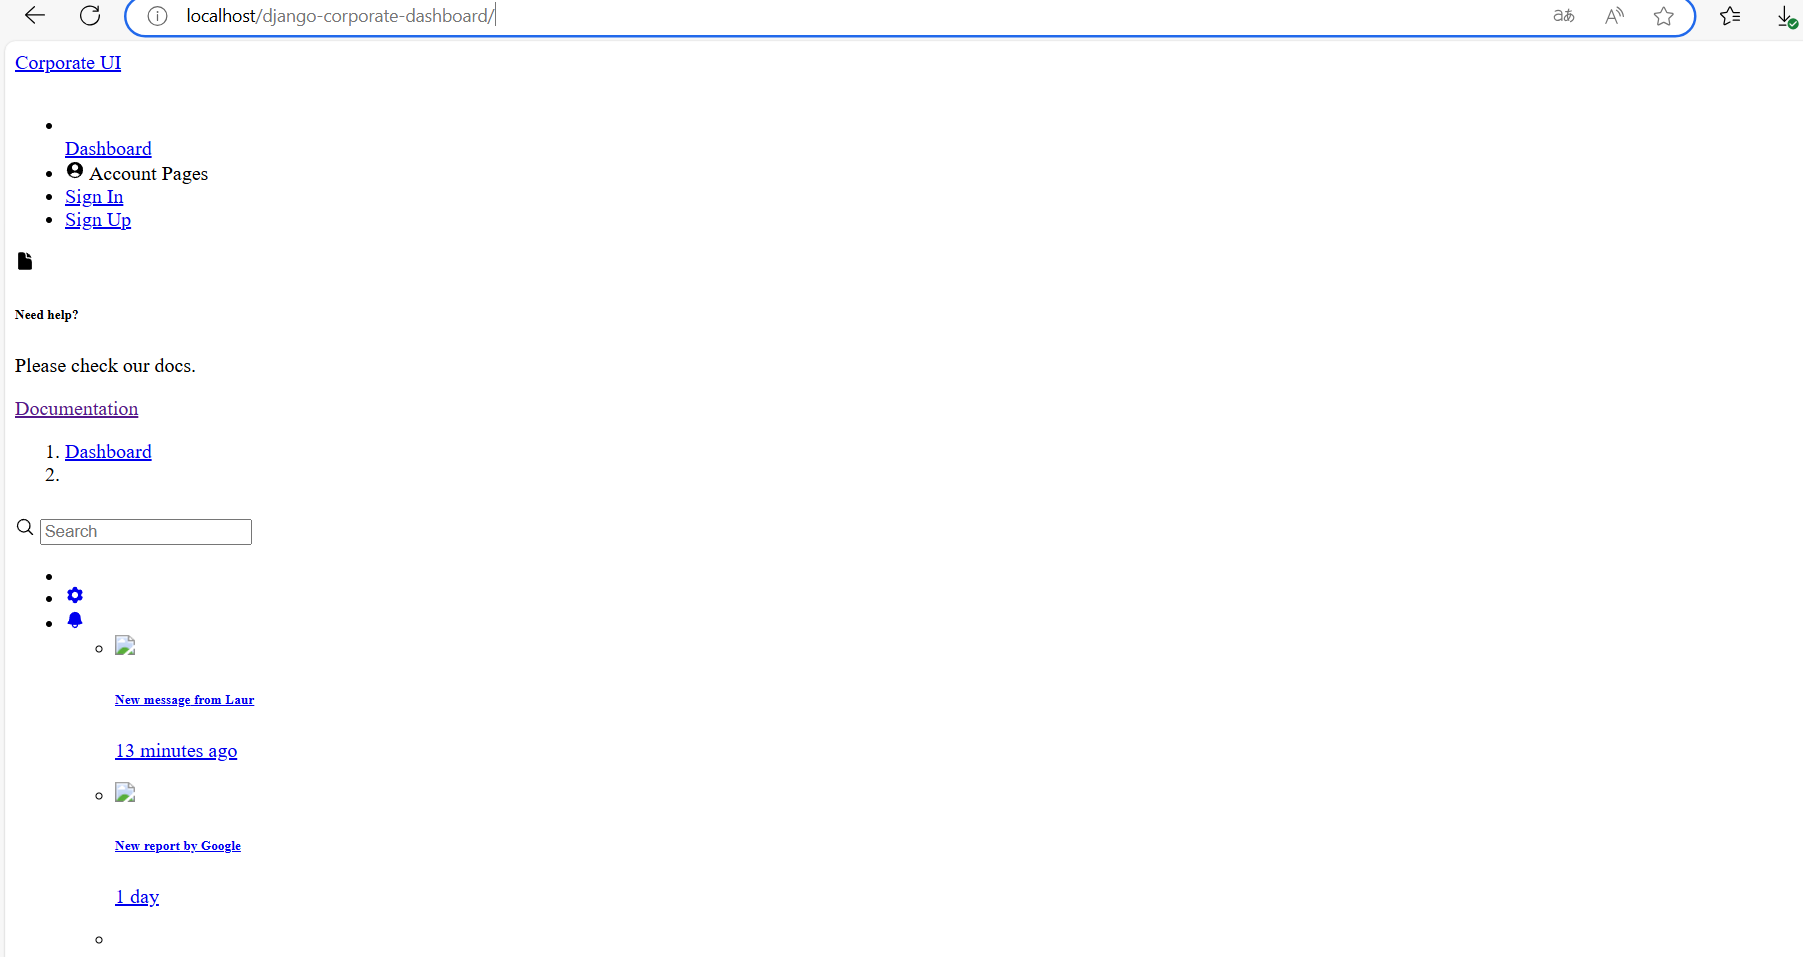 localhost/django-corporate-dashboard/
Corporate UI
Dashboard
Account Pages
Sign In
Sign Up
Need help?
Please check our docs.
Documentation
1. Dashboard
2.
Search
New message from Laur
13 minutes ago
New report by Google
1 day